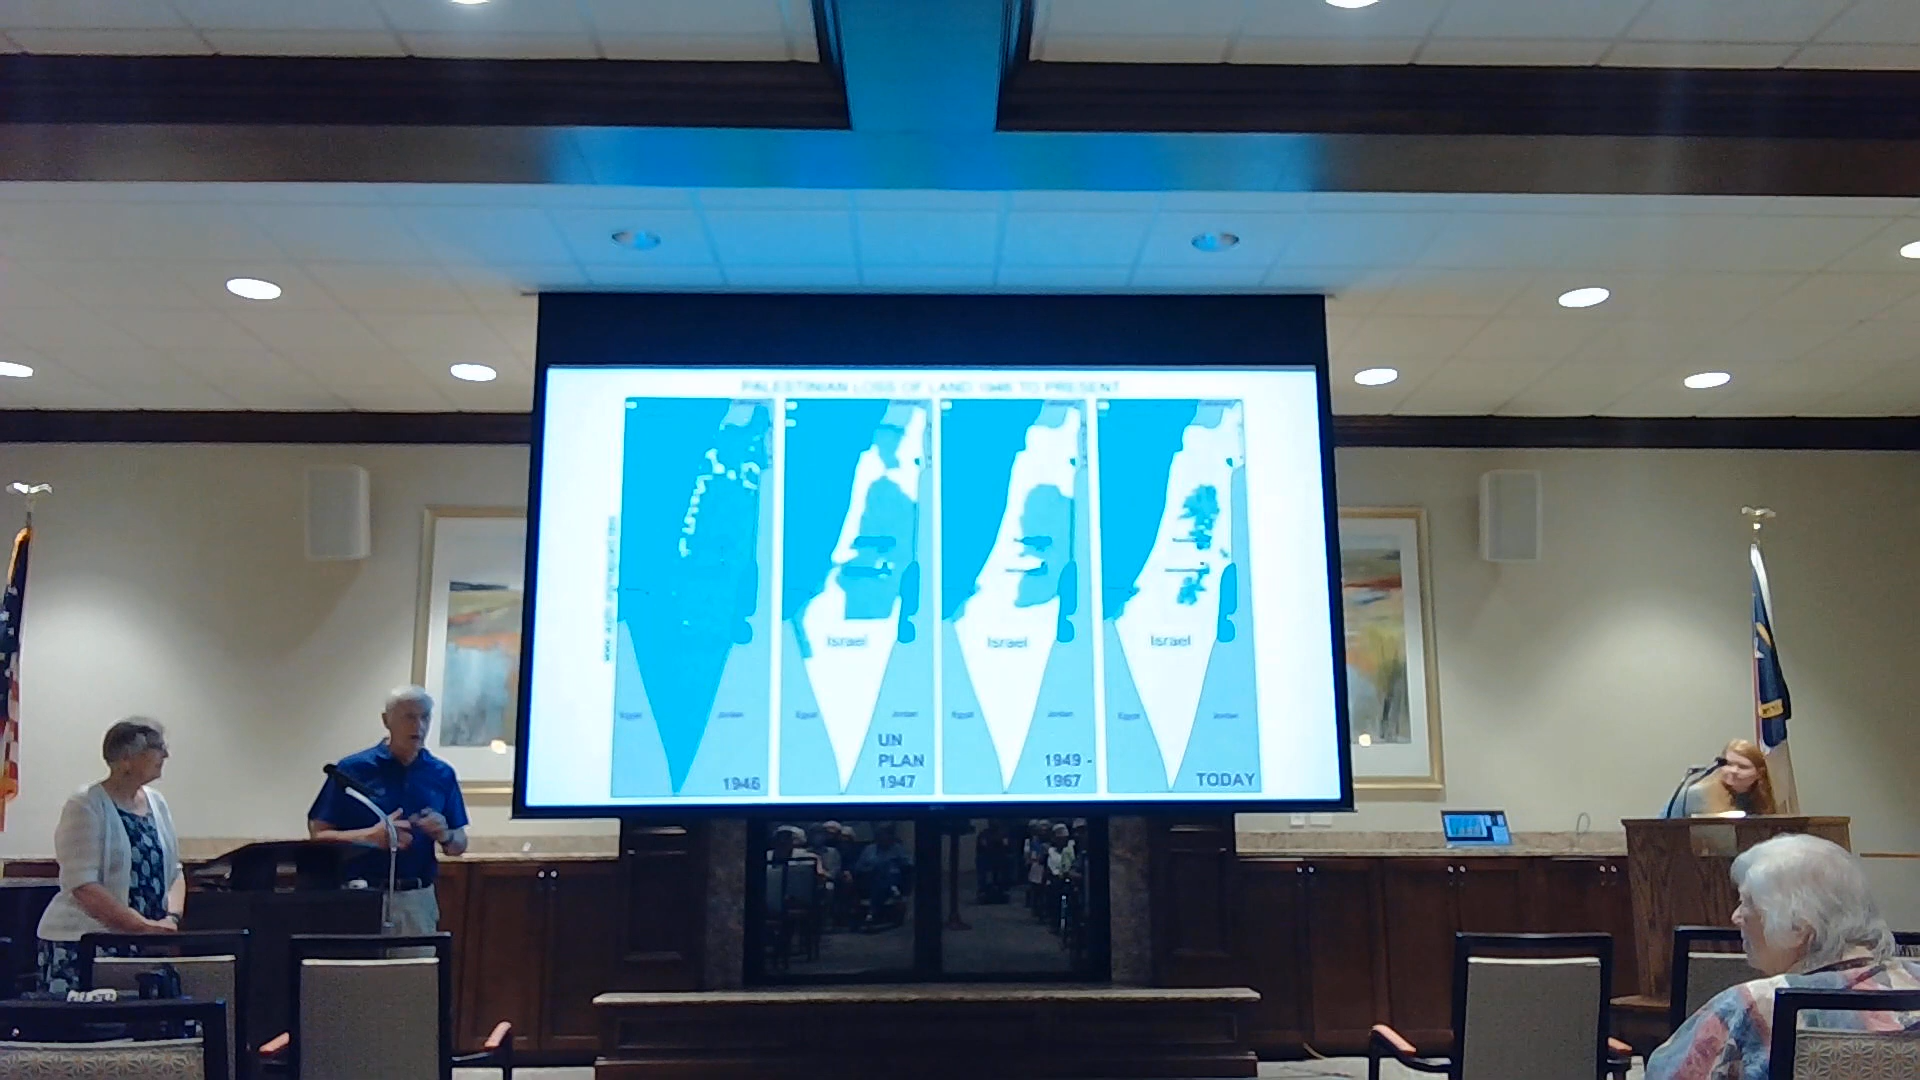 PALESTINIAN LOSS OF LAND 1946 TO PRESENT
Israel
Israel
Israel
Egypt
Jordan
Egypt
Jordan
Egypt
Jordan
Egypt
Jordan
1946
UN
PLAN
1947
1949 -
1967
TODAY